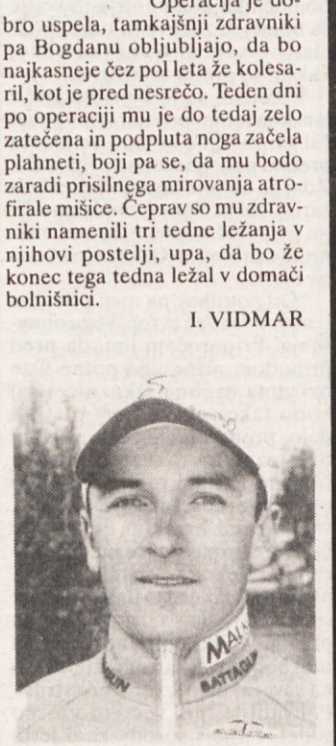 Operacija je do-
bro uspela, tamkajšnji zdravniki
pa Bogdanu obljubljajo, da bo
najkasneje čez pol leta že kolesa-
ril, kot je pred nesrečo. Teden dni
po operaciji mu je do tedaj zelo
zatečena in podpluta noga začela
plahneti, boji pa se, da mu bodo
zaradi prisilnega mirovanja atro-
firale mišice. Čeprav so mu zdrav-
niki namenili tri tedne ležanja v
njihovi postelji, upa, da bo že
konec tega tedna ležal v domači
bolnišnici.
I. VIDMAR
MAL
BATTAGLIN